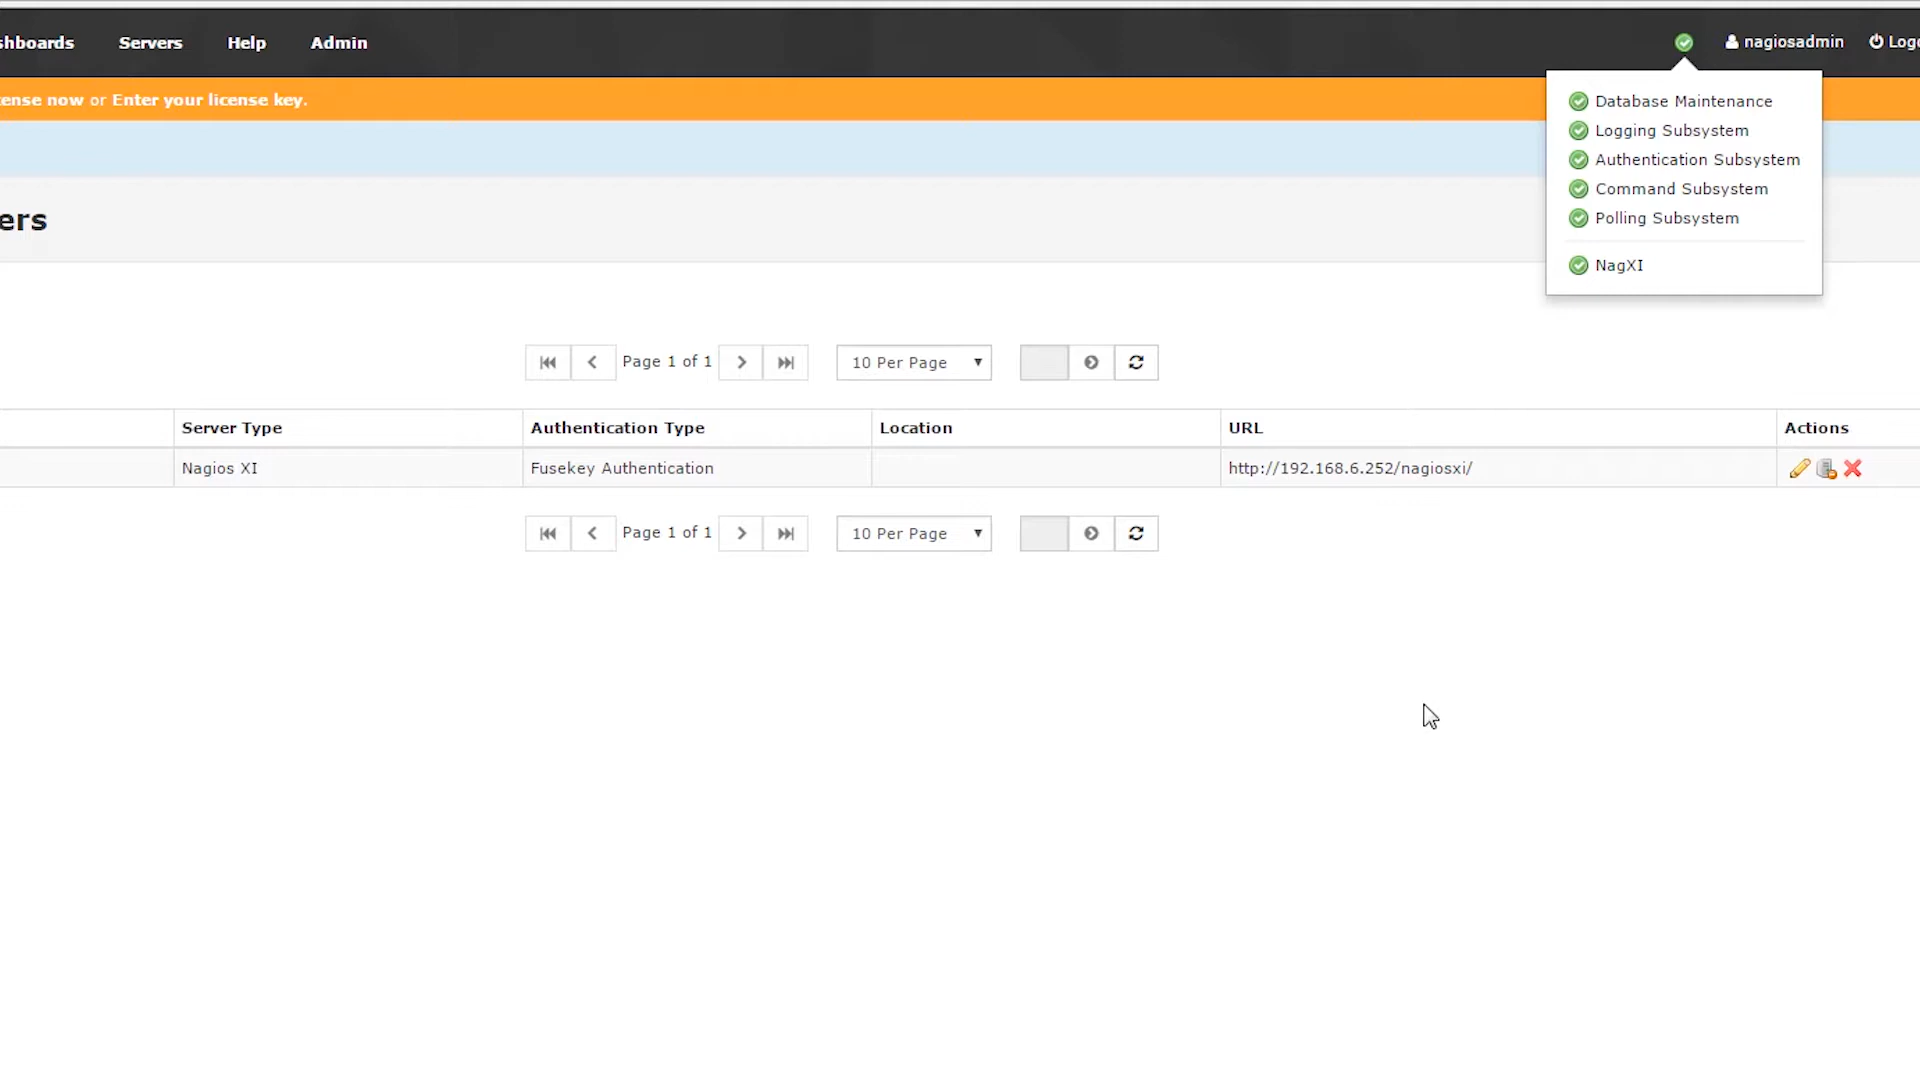 hboards Servers Help Admin nagiosadmin Logo
ense now or Enter your license key.
Database Maintenance
Logging Subsystem
Authentication Subsystem
Command Subsystem
Polling Subsystem
NagXI
ers
Page 1 of 1 10 Per Page
Server Type Authentication Type Location URL Actions
Nagios XI Fusekey Authentication http://192.168.6.252/nagiosxi/
Page 1 of 1 10 Per Page